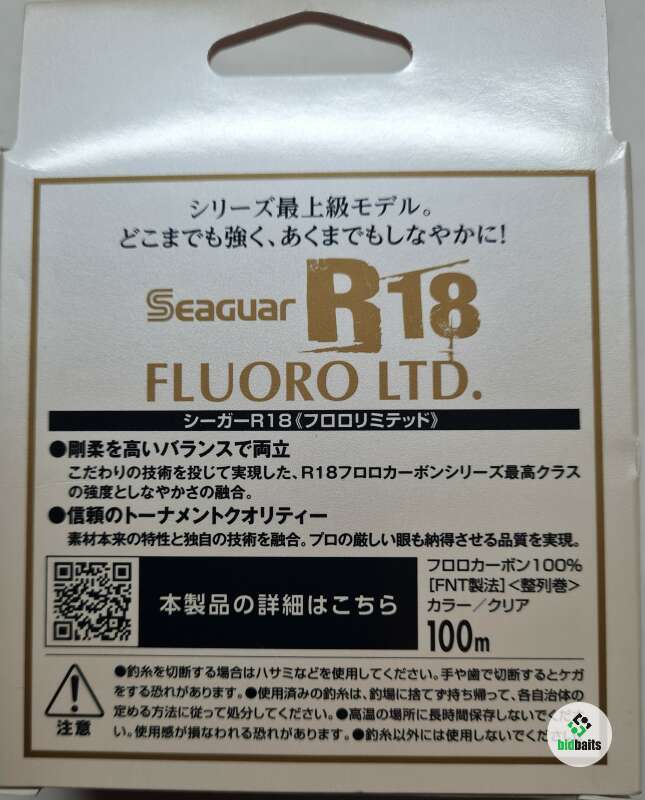 シリーズ最上級モデル。
どこまでも強く、あくまでもしなやかに!
SEAGUAR R18
FLUORO LTD.
シーガーR18《フロロリミテッド》
●剛柔を高いバランスで両立
こだわりの技術を投じて実現した、R18フロロカーボンシリーズ最高クラス
の強度としなやかさの融合。
●信頼のトーナメントクオリティー
素材本来の特性と独自の技術を融合。プロの厳しい眼も納得させる品質を実現。
本製品の詳細はこちら
フロロカーボン100%
[FNT製法]<整列巻>
カラー/クリア
100m
注意
●釣糸を切断する場合はハサミなどを使用してください。手や歯で切断するとケガ
をする恐れがあります。●使用済みの釣糸は、釣場に捨てず持ち帰って、各自治体の
定める方法に従って処分してください。●高温の場所に長時間保存しないでく
い。使用感が損なわれる恐れがあります。●釣糸以外には使用しないでくだ
bidbaits